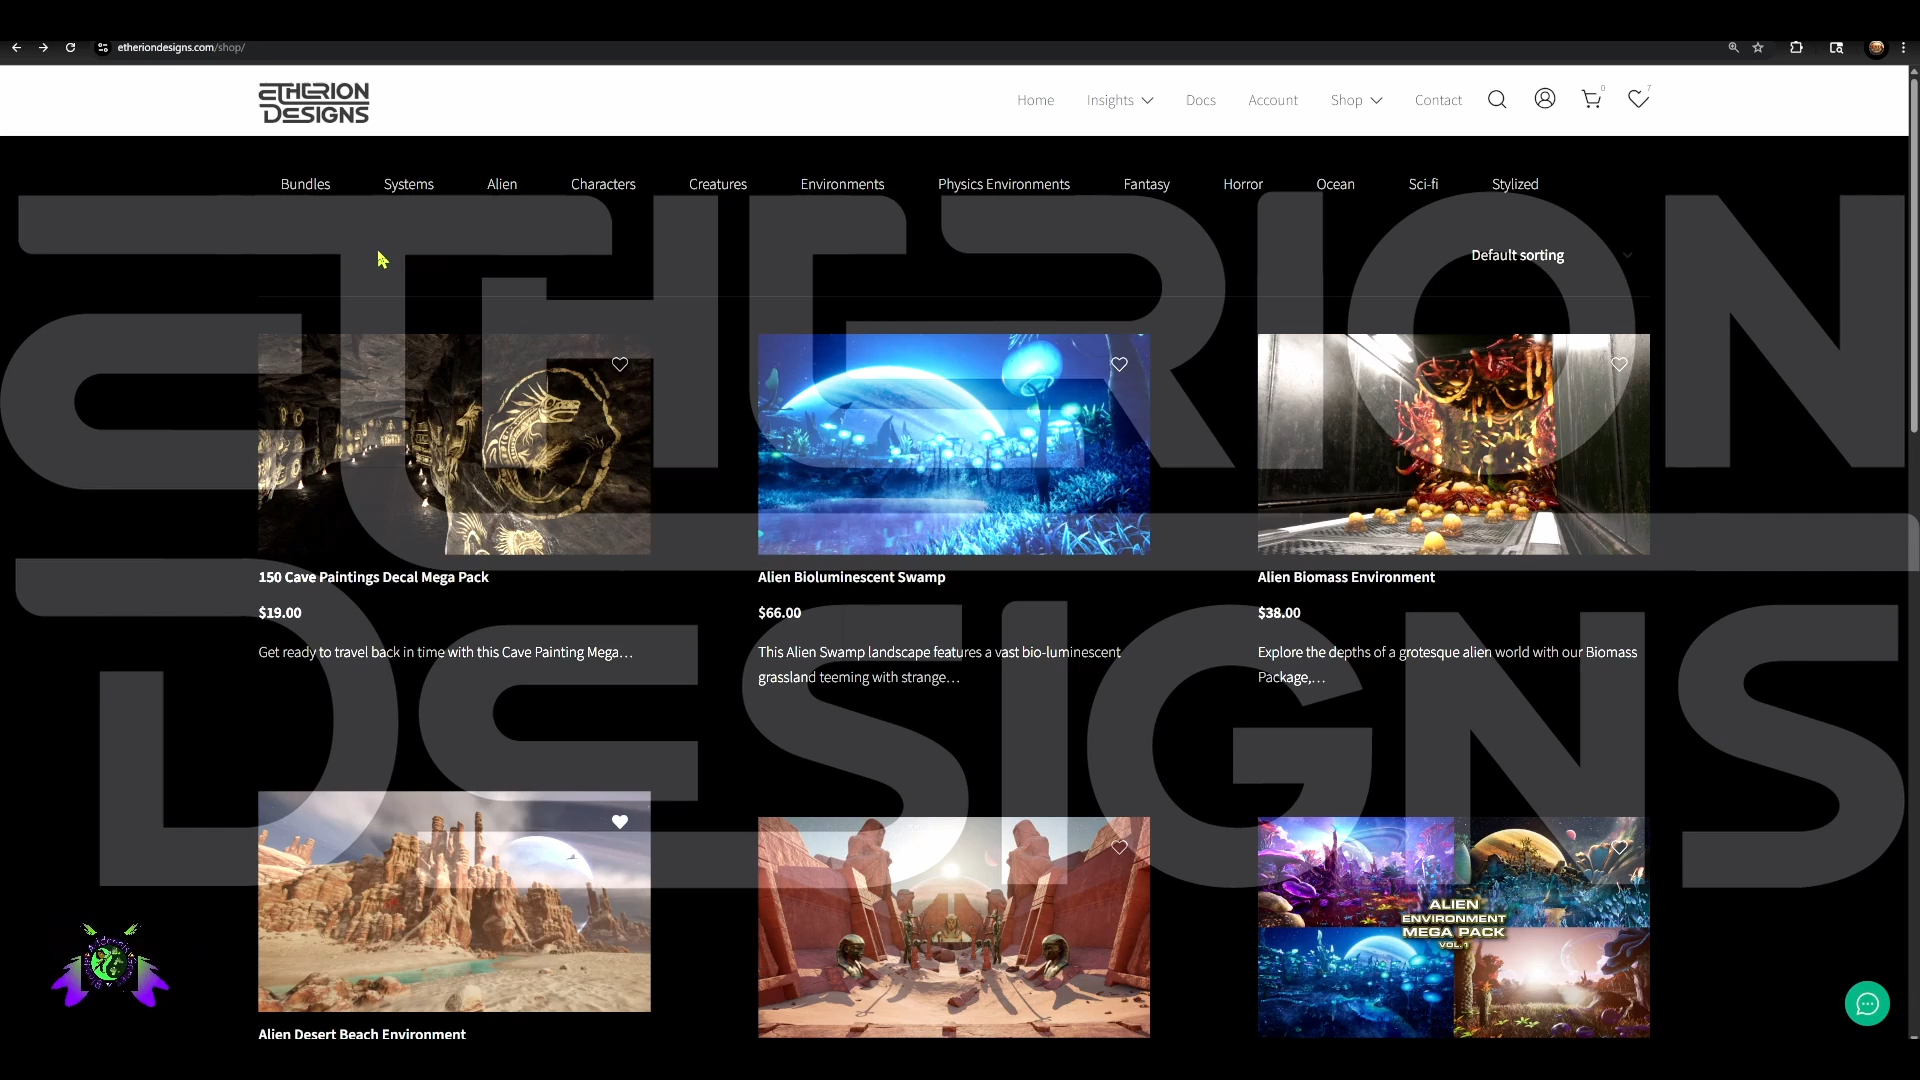 etheriondesigns.com/shop/
ETHERION
DESIGNS
Home
Insights
Docs
Account
Shop
Contact
0
7
Bundles
Systems
Alien
Characters
Creatures
Environments
Physics Environments
Fantasy
Horror
Ocean
Sci-fi
Stylized
ETHERION
DESIGNS
Default sorting
150 Cave Paintings Decal Mega Pack
$19.00
Get ready to travel back in time with this Cave Painting Mega…
Alien Bioluminescent Swamp
$66.00
This Alien Swamp landscape features a vast bio-luminescent
grassland teeming with strange…
Alien Biomass Environment
$38.00
Explore the depths of a grotesque alien world with our Biomass
Package,…
Alien Desert Beach Environment
ALIEN
ENVIRONMENT
MEGA PACK
VOL.1